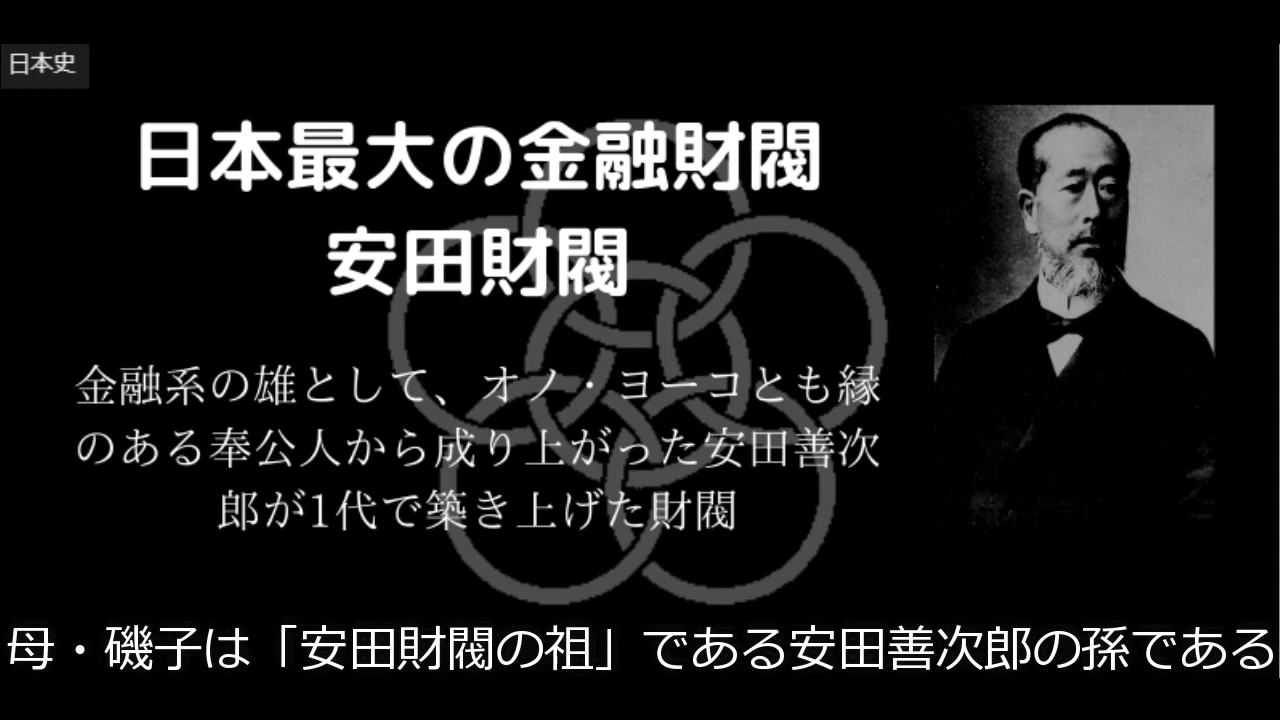 日本史
日本最大の金融財閥
安田財閥
金融系の雄として、オノ・ヨーコとも縁
のある奉公人から成り上がった安田善次
郎が1代で築き上げた財閥
母・磯子は「安田財閥の祖」である安田善次郎の孫である